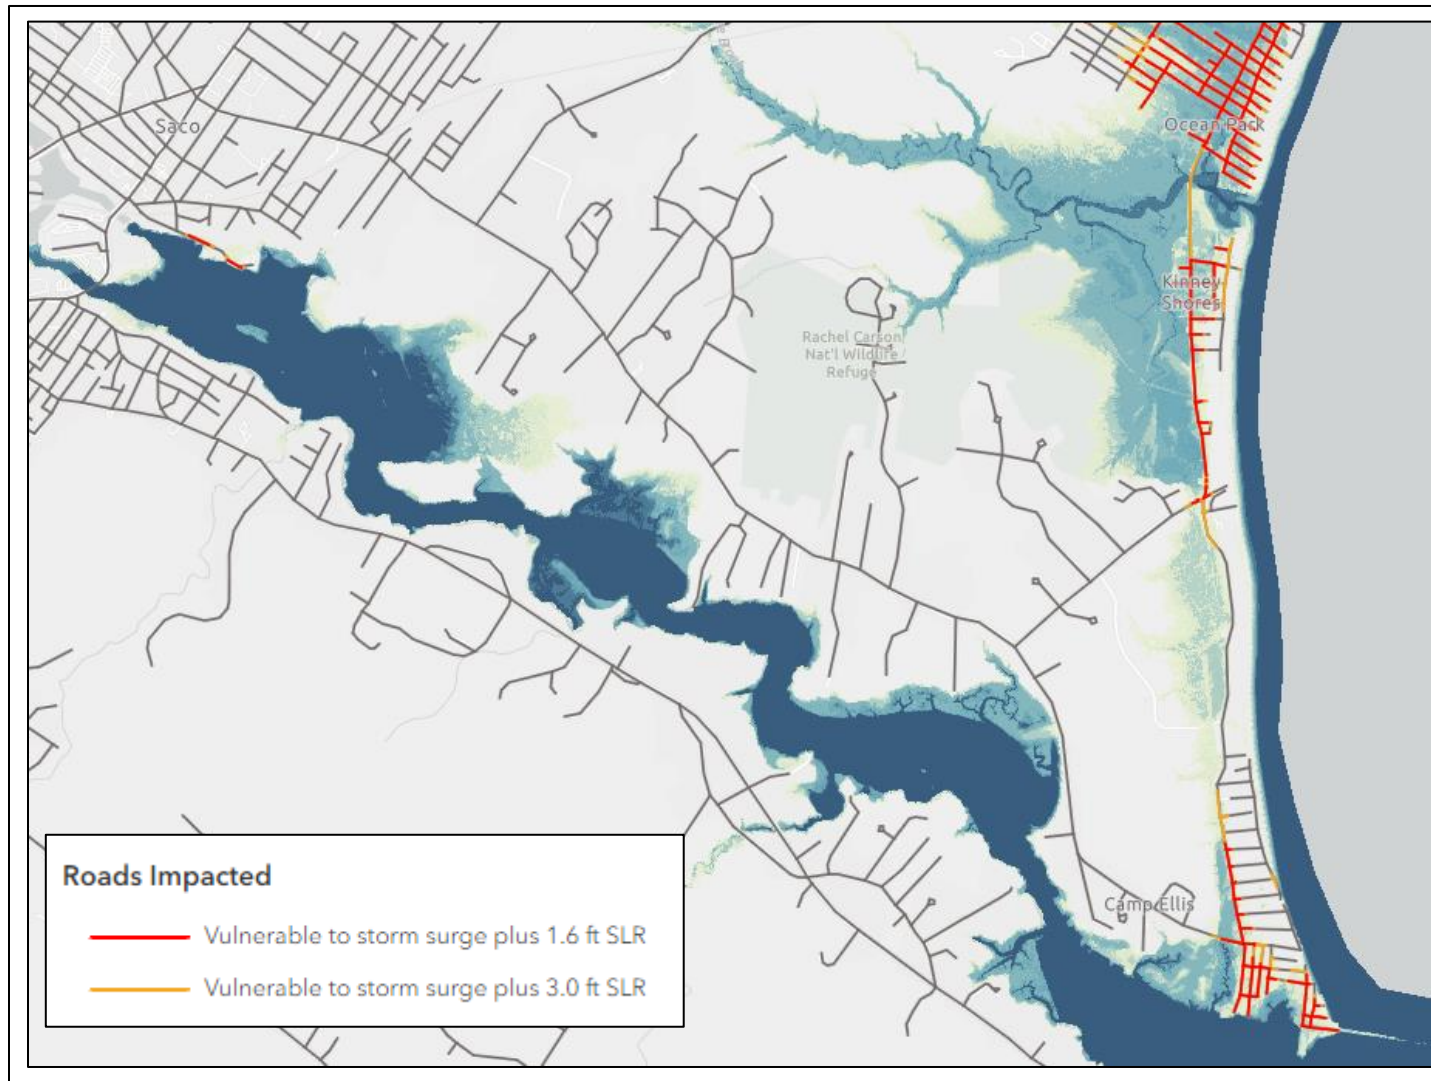 Saco
Ocean Park
Kinney
Shores
Rachel Carson
Nat'l Wildlife
Refuge
Camp Ellis
Roads Impacted
Vulnerable to storm surge plus 1.6 ft SLR
Vulnerable to storm surge plus 3.0 ft SLR